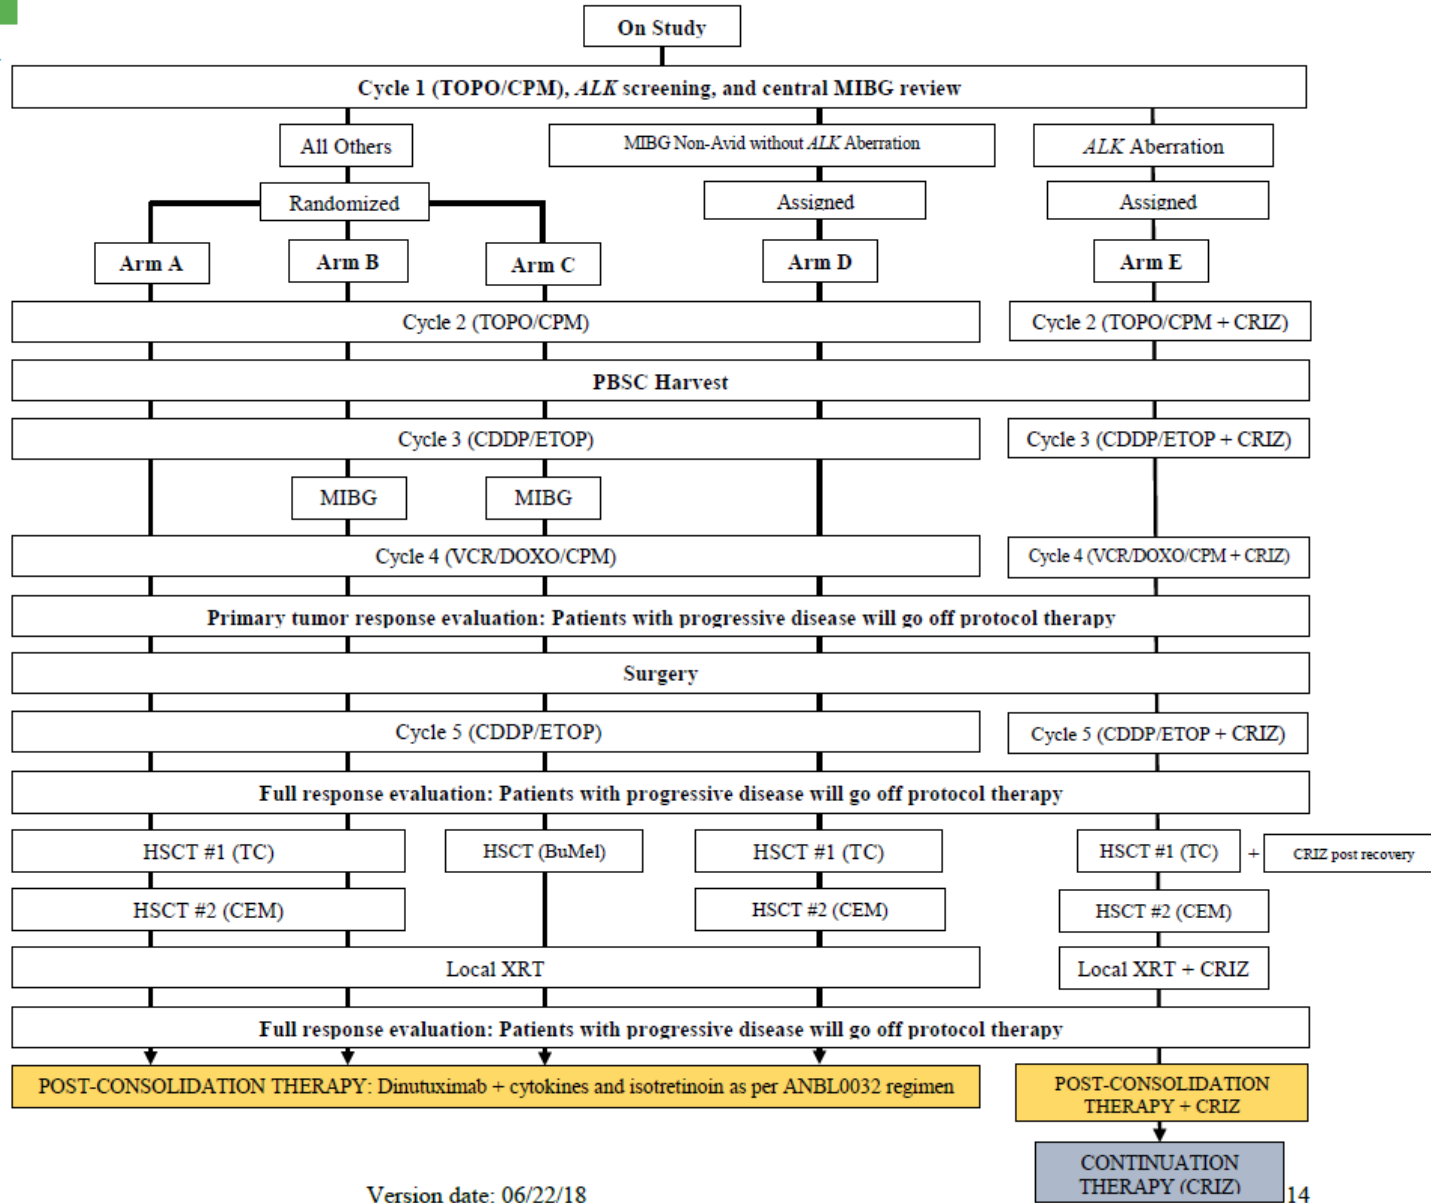 On Study
Cycle 1 (TOPO/CPM), ALK screening, and central MIBG review
All Others
MIBG Non-Avid without ALK Aberration
ALK Aberration
Randomized
Assigned
Assigned
Arm A
Arm B
Arm C
Arm D
Arm E
Cycle 2 (TOPO/CPM)
Cycle 2 (TOPO/CPM + CRIZ)
PBSC Harvest
Cycle 3 (CDDP/ETOP)
Cycle 3 (CDDP/ETOP + CRIZ)
MIBG
MIBG
Cycle 4 (VCR/DOXO/CPM)
Cycle 4 (VCR/DOXO/CPM + CRIZ)
Primary tumor response evaluation: Patients with progressive disease will go off protocol therapy
Surgery
Cycle 5 (CDDP/ETOP)
Cycle 5 (CDDP/ETOP + CRIZ)
Full response evaluation: Patients with progressive disease will go off protocol therapy
HSCT #1 (TC)
HSCT (BuMel)
HSCT #1 (TC)
HSCT #1 (TC)
+
CRIZ post recovery
HSCT #2 (CEM)
HSCT #2 (CEM)
HSCT #2 (CEM)
Local XRT
Local XRT + CRIZ
Full response evaluation: Patients with progressive disease will go off protocol therapy
POST-CONSOLIDATION THERAPY: Dinutuximab + cytokines and isotretinoin as per ANBL0032 regimen
POST-CONSOLIDATION
THERAPY + CRIZ
CONTINUATION
THERAPY (CRIZ)
Version date: 06/22/18
14